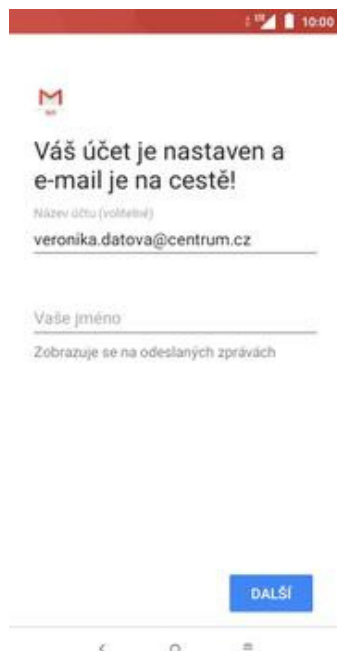 10:00
Váš účet je nastaven a
e-mail je na cestě!
Název účtu (volitelné)
veronika.datova@centrum.cz
Vaše jméno
Zobrazuje se na odeslaných zprávách
DALŠÍ